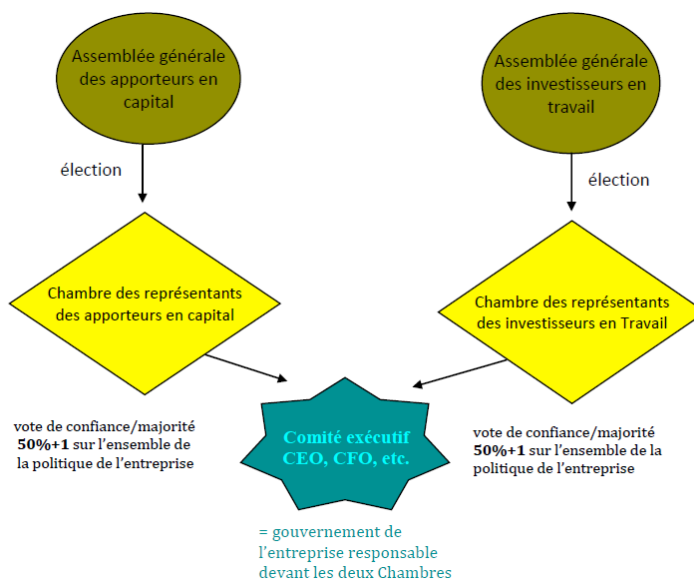 Assemblée générale
des apporteurs en
capital
Assemblée générale
des investisseurs en
travail
élection
élection
Chambre des représentants
des apporteurs en capital
Chambre des représentants
des investisseurs en Travail
vote de confiance/majorité
50%+1 sur l'ensemble de
la politique de l'entreprise
Comité exécutif
CEO, CFO, etc.
vote de confiance/majorité
50%+1 sur l'ensemble de la
politique de l'entreprise
= gouvernement de
l'entreprise responsable
devant les deux Chambres